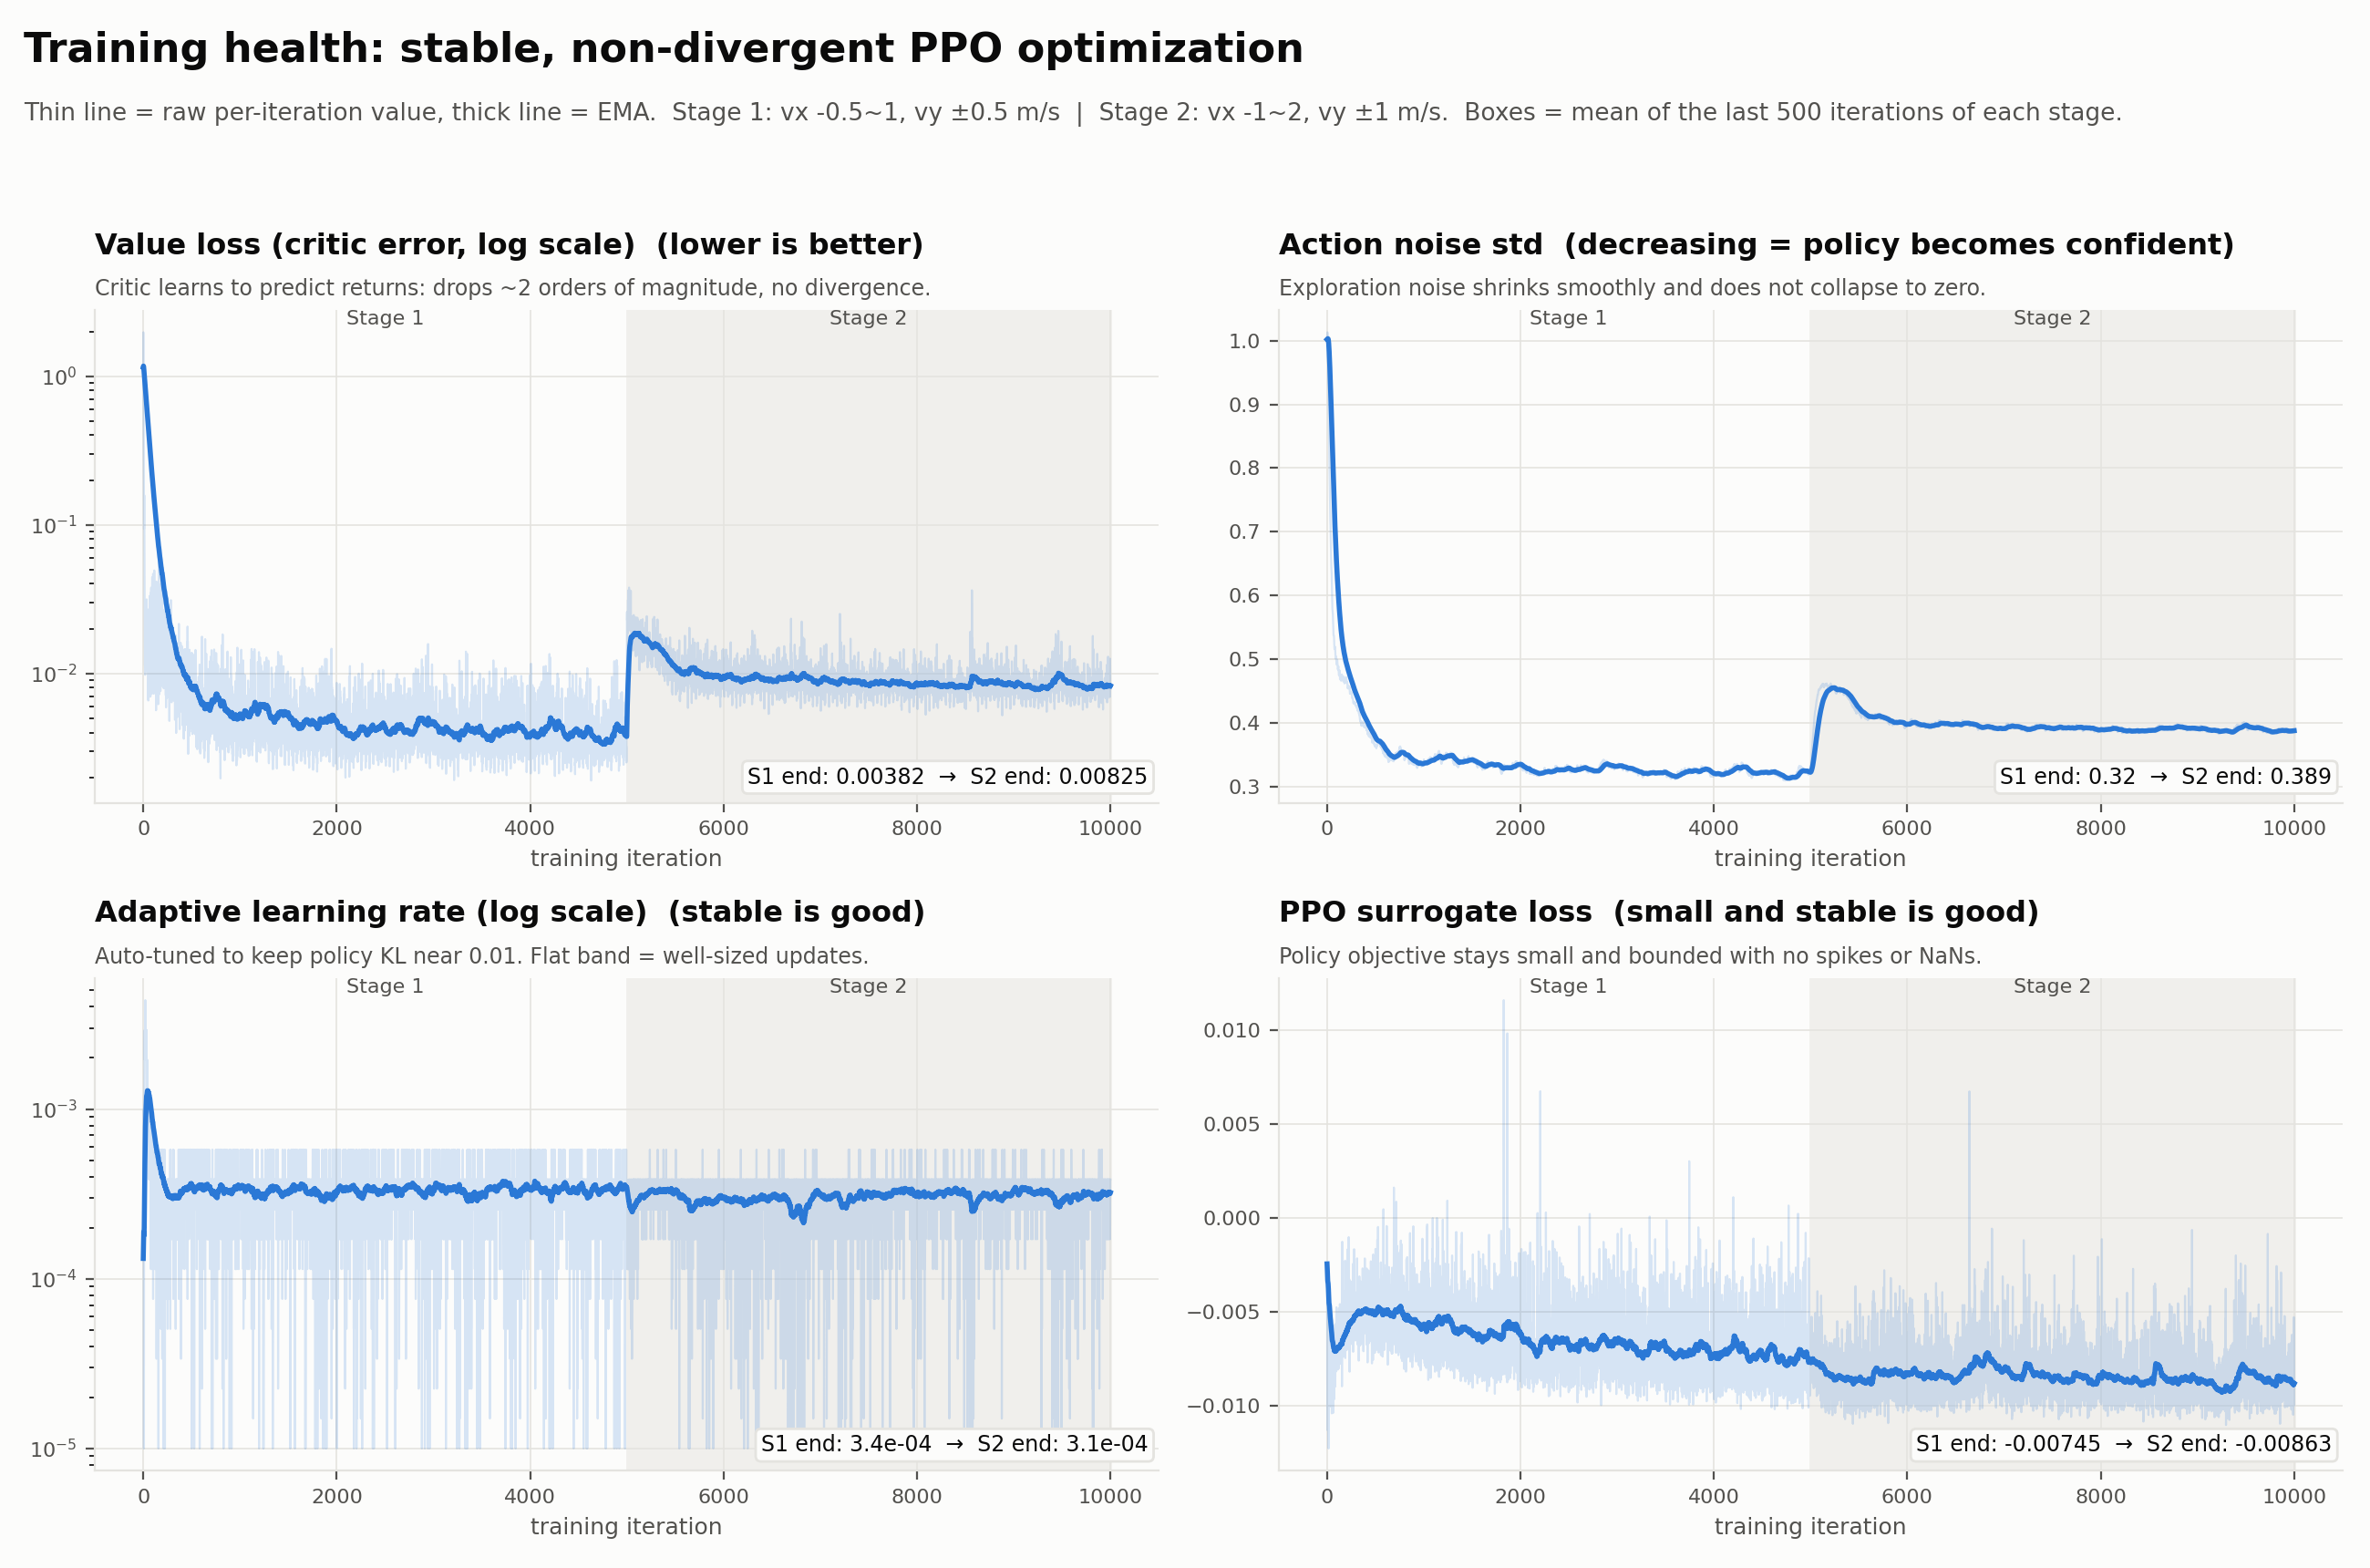 Training health: stable, non-divergent PPO optimization
Thin line = raw per-iteration value, thick line = EMA.  Stage 1: vx -0.5~1, vy ±0.5 m/s  |  Stage 2: vx -1~2, vy ±1 m/s.  Boxes = mean of the last 500 iterations of each stage.
Value loss (critic error, log scale)  (lower is better)
Critic learns to predict returns: drops ~2 orders of magnitude, no divergence.
Stage 1
Stage 2
10⁰
10⁻¹
10⁻²
S1 end: 0.00382 → S2 end: 0.00825
0 2000 4000 6000 8000 10000
training iteration
Action noise std  (decreasing = policy becomes confident)
Exploration noise shrinks smoothly and does not collapse to zero.
Stage 1
Stage 2
1.0
0.9
0.8
0.7
0.6
0.5
0.4
0.3
S1 end: 0.32 → S2 end: 0.389
0 2000 4000 6000 8000 10000
training iteration
Adaptive learning rate (log scale)  (stable is good)
Auto-tuned to keep policy KL near 0.01. Flat band = well-sized updates.
Stage 1
Stage 2
10⁻³
10⁻⁴
10⁻⁵
S1 end: 3.4e-04 → S2 end: 3.1e-04
0 2000 4000 6000 8000 10000
training iteration
PPO surrogate loss  (small and stable is good)
Policy objective stays small and bounded with no spikes or NaNs.
Stage 1
Stage 2
0.010
0.005
0.000
−0.005
−0.010
S1 end: -0.00745 → S2 end: -0.00863
0 2000 4000 6000 8000 10000
training iteration